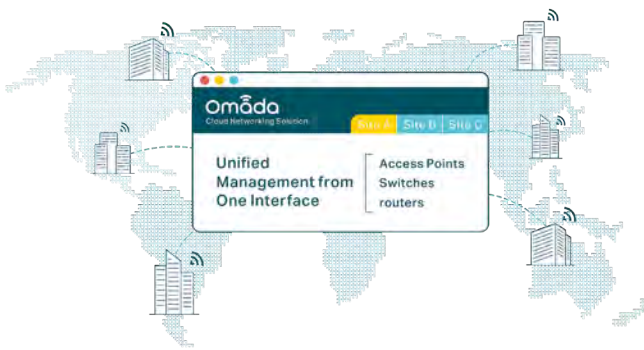 Omada
Cloud Networking Solution
Site A Site B Site C
Unified
Management from
One Interface
Access Points
Switches
routers